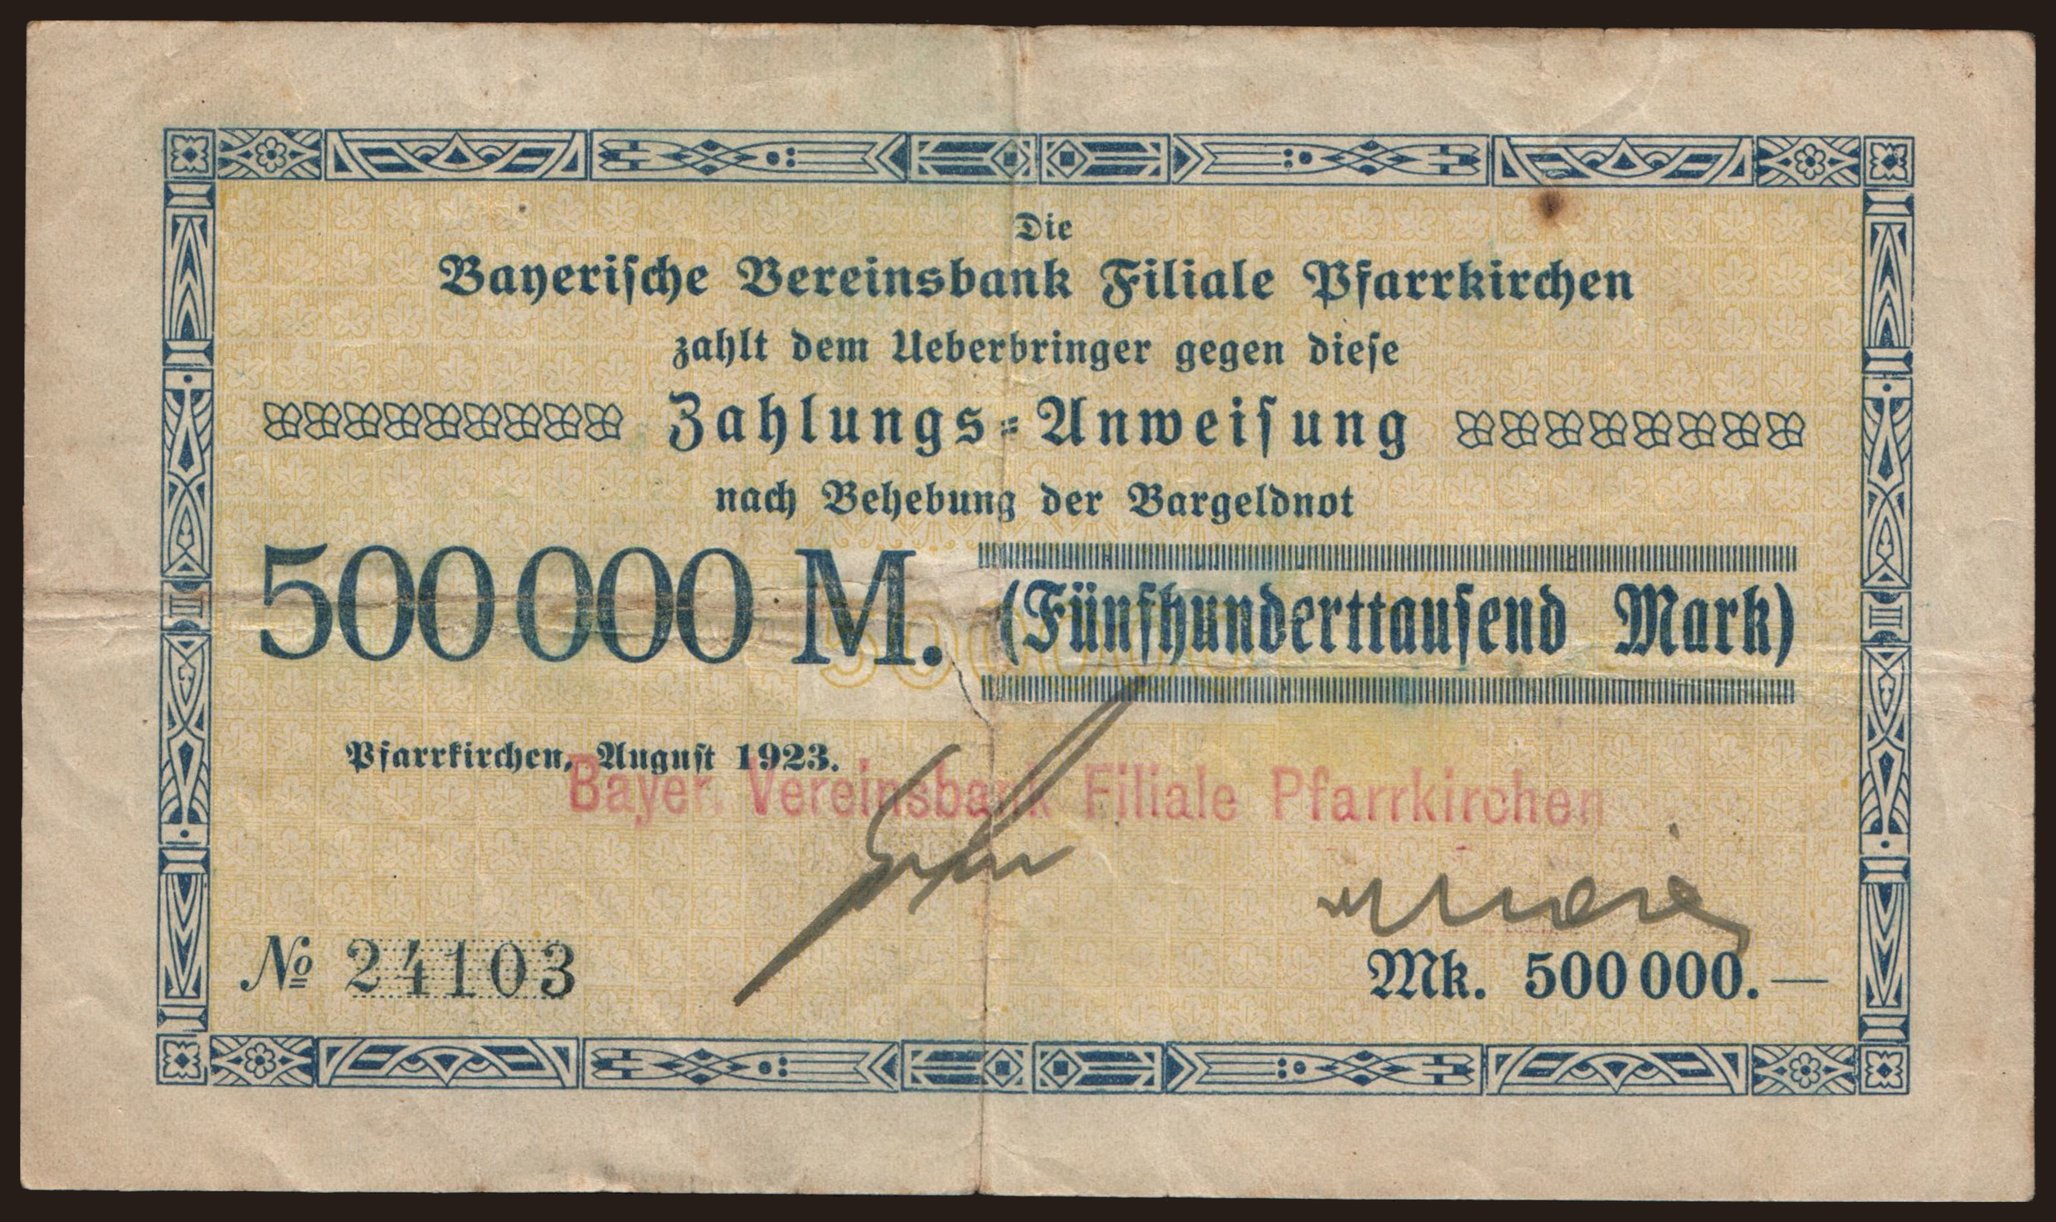 Die
Bayerische Vereinsbank Filiale Pfarrkirchen
zahlt dem Ueberbringer gegen diese
Zahlungs-Anweisung
nach Behebung der Bargeldnot
500000
500 000 M. (Fünfhunderttausend Mark)
Pfarrkirchen, August 1923.
Bayer. Vereinsbank Filiale Pfarrkirchen
№ 24103
Mk. 500 000.—